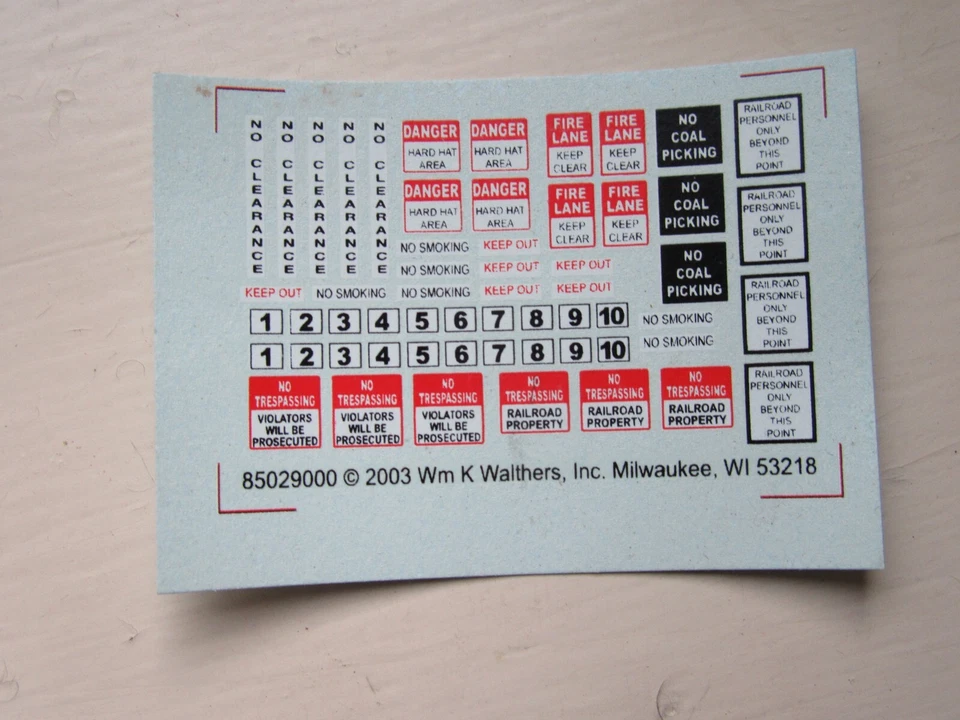 NO CLEARANCE
NO CLEARANCE
NO CLEARANCE
NO CLEARANCE
NO CLEARANCE
DANGER
HARD HAT
AREA
DANGER
HARD HAT
AREA
FIRE
LANE
KEEP
CLEAR
FIRE
LANE
KEEP
CLEAR
NO
COAL
PICKING
RAILROAD
PERSONNEL
ONLY
BEYOND
THIS
POINT
DANGER
HARD HAT
AREA
DANGER
HARD HAT
AREA
FIRE
LANE
KEEP
CLEAR
FIRE
LANE
KEEP
CLEAR
NO
COAL
PICKING
RAILROAD
PERSONNEL
ONLY
BEYOND
THIS
POINT
NO SMOKING KEEP OUT
NO SMOKING KEEP OUT KEEP OUT
NO
COAL
PICKING
KEEP OUT NO SMOKING NO SMOKING KEEP OUT KEEP OUT
RAILROAD
PERSONNEL
ONLY
BEYOND
THIS
POINT
1 2 3 4 5 6 7 8 9 10 NO SMOKING
1 2 3 4 5 6 7 8 9 10 NO SMOKING
NO
TRESPASSING
VIOLATORS
WILL BE
PROSECUTED
NO
TRESPASSING
VIOLATORS
WILL BE
PROSECUTED
NO
TRESPASSING
VIOLATORS
WILL BE
PROSECUTED
NO
TRESPASSING
RAILROAD
PROPERTY
NO
TRESPASSING
RAILROAD
PROPERTY
NO
TRESPASSING
RAILROAD
PROPERTY
RAILROAD
PERSONNEL
ONLY
BEYOND
THIS
POINT
85029000 © 2003 Wm K Walthers, Inc. Milwaukee, WI 53218